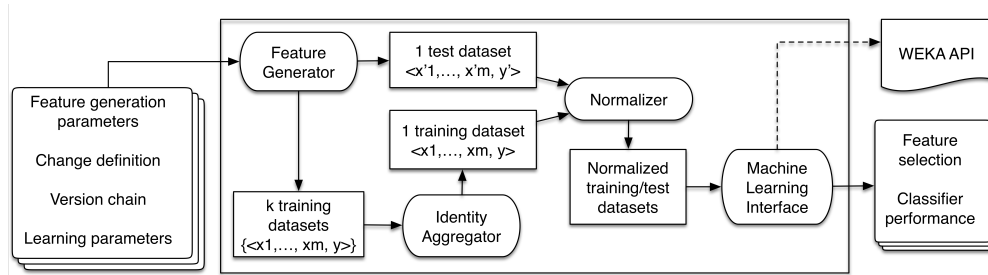 Feature generation
parameters
Change definition
Version chain
Learning parameters
Feature
Generator
1 test dataset
<x'1,..., x'm, y'>
1 training dataset
<x1,..., xm, y>
k training
datasets
{<x1,..., xm, y>}
Identity
Aggregator
Normalizer
Normalized
training/test
datasets
Machine
Learning
Interface
WEKA API
Feature
selection
Classifier
performance